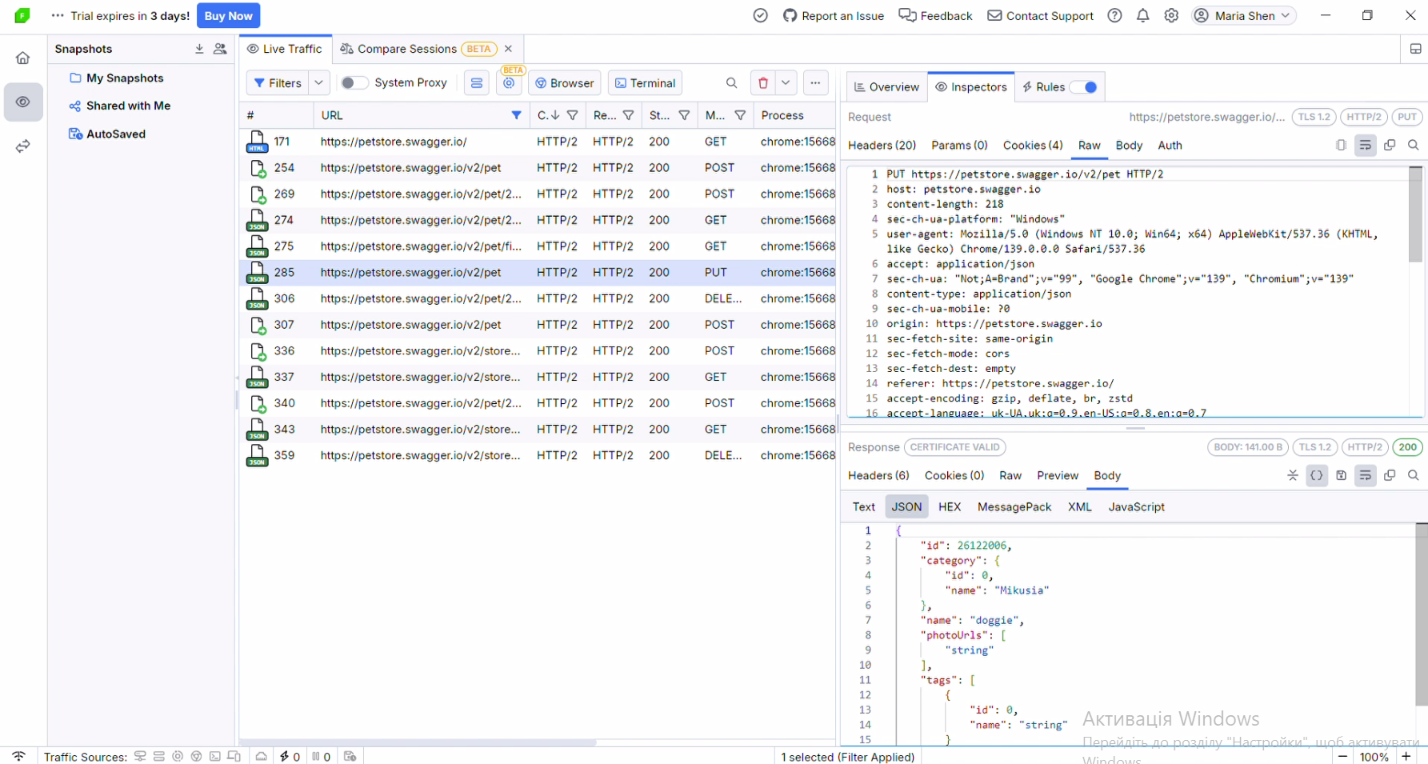 Trial expires in 3 days! Buy Now Report an Issue Feedback Contact Support Maria Shen
Snapshots
My Snapshots
Shared with Me
AutoSaved
Live Traffic Compare Sessions BETA
Filters System Proxy BETA Browser Terminal
# URL C... Re... St... M... Process
HTML 171 https://petstore.swagger.io/ HTTP/2 HTTP/2 200 GET chrome:15668
254 https://petstore.swagger.io/v2/pet HTTP/2 HTTP/2 200 POST chrome:15668
269 https://petstore.swagger.io/v2/pet/2... HTTP/2 HTTP/2 200 POST chrome:15668
JSON 274 https://petstore.swagger.io/v2/pet/2... HTTP/2 HTTP/2 200 GET chrome:15668
JSON 275 https://petstore.swagger.io/v2/pet/fi... HTTP/2 HTTP/2 200 GET chrome:15668
JSON 285 https://petstore.swagger.io/v2/pet HTTP/2 HTTP/2 200 PUT chrome:15668
JSON 306 https://petstore.swagger.io/v2/pet/2... HTTP/2 HTTP/2 200 DELE... chrome:15668
307 https://petstore.swagger.io/v2/pet HTTP/2 HTTP/2 200 POST chrome:15668
336 https://petstore.swagger.io/v2/store... HTTP/2 HTTP/2 200 POST chrome:15668
JSON 337 https://petstore.swagger.io/v2/store... HTTP/2 HTTP/2 200 GET chrome:15668
340 https://petstore.swagger.io/v2/pet/2... HTTP/2 HTTP/2 200 POST chrome:15668
JSON 343 https://petstore.swagger.io/v2/store... HTTP/2 HTTP/2 200 GET chrome:15668
JSON 359 https://petstore.swagger.io/v2/store... HTTP/2 HTTP/2 200 DELE... chrome:15668
Overview Inspectors Rules
Request https://petstore.swagger.io/... TLS 1.2 HTTP/2 PUT
Headers (20) Params (0) Cookies (4) Raw Body Auth
1 PUT https://petstore.swagger.io/v2/pet HTTP/2
2 host: petstore.swagger.io
3 content-length: 218
4 sec-ch-ua-platform: "Windows"
5 user-agent: Mozilla/5.0 (Windows NT 10.0; Win64; x64) AppleWebKit/537.36 (KHTML,
like Gecko) Chrome/139.0.0.0 Safari/537.36
6 accept: application/json
7 sec-ch-ua: "Not;A=Brand";v="99", "Google Chrome";v="139", "Chromium";v="139"
8 content-type: application/json
9 sec-ch-ua-mobile: ?0
10 origin: https://petstore.swagger.io
11 sec-fetch-site: same-origin
12 sec-fetch-mode: cors
13 sec-fetch-dest: empty
14 referer: https://petstore.swagger.io/
15 accept-encoding: gzip, deflate, br, zstd
16 accept-language: uk-UA,uk;q=0.9,en-US;q=0.8,en;q=0.7
Response CERTIFICATE VALID BODY: 141.00 B TLS 1.2 HTTP/2 200
Headers (6) Cookies (0) Raw Preview Body
Text JSON HEX MessagePack XML JavaScript
1 {
2 "id": 26122006,
3 "category": {
4 "id": 0,
5 "name": "Mikusia"
6 },
7 "name": "doggie",
8 "photoUrls": [
9 "string"
10 ],
11 "tags": [
12 {
13 "id": 0,
14 "name": "string"
15 }
Активація Windows
Перейдіть до розділу "Настройки", щоб активувати
Windows
Traffic Sources: 0 0 1 selected (Filter Applied) 100%